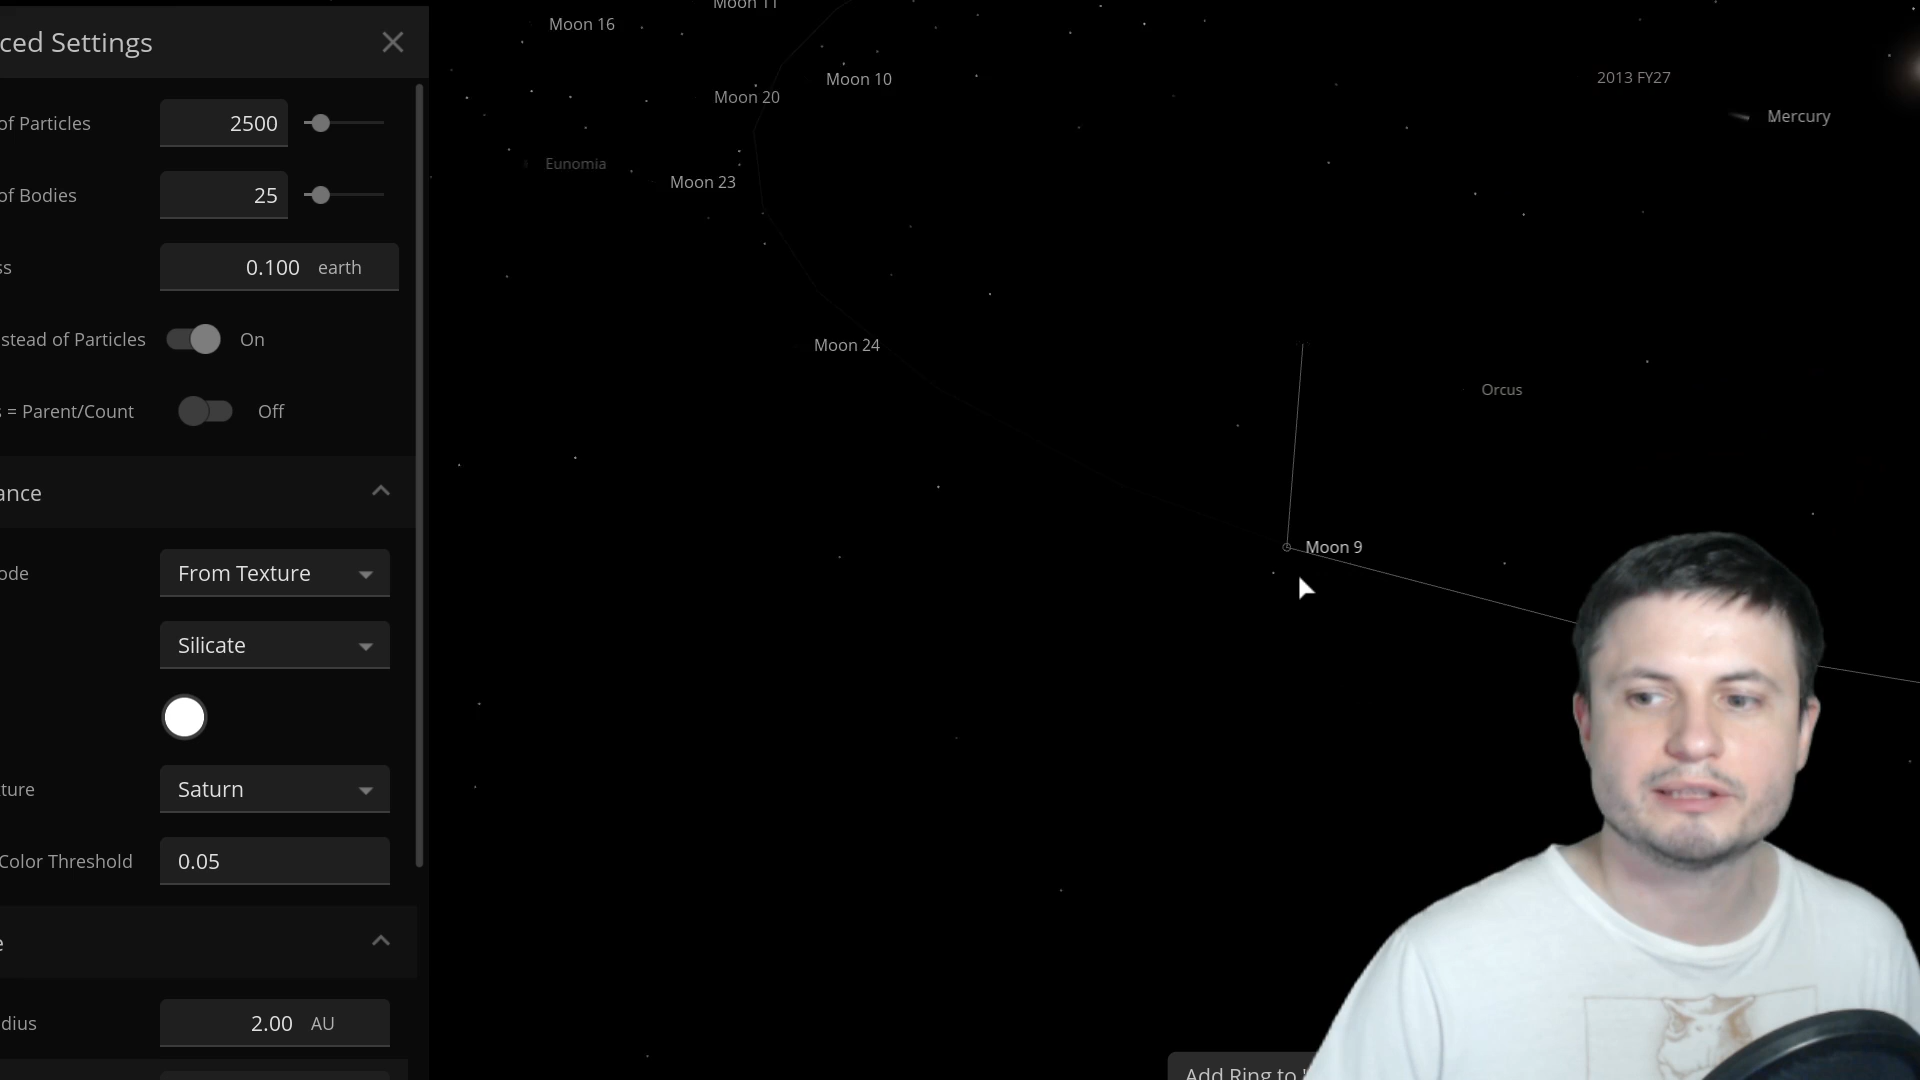 ced Settings
of Particles 2500
of Bodies 25
ss 0.100 earth
stead of Particles On
s = Parent/Count Off
ance
ode From Texture
Silicate
ture Saturn
Color Threshold 0.05
e
dius 2.00 AU
Moon 11
Moon 16
Moon 10
Moon 20
2013 FY27
Mercury
Eunomia
Moon 23
Moon 24
Orcus
Moon 9
Add Ring to "